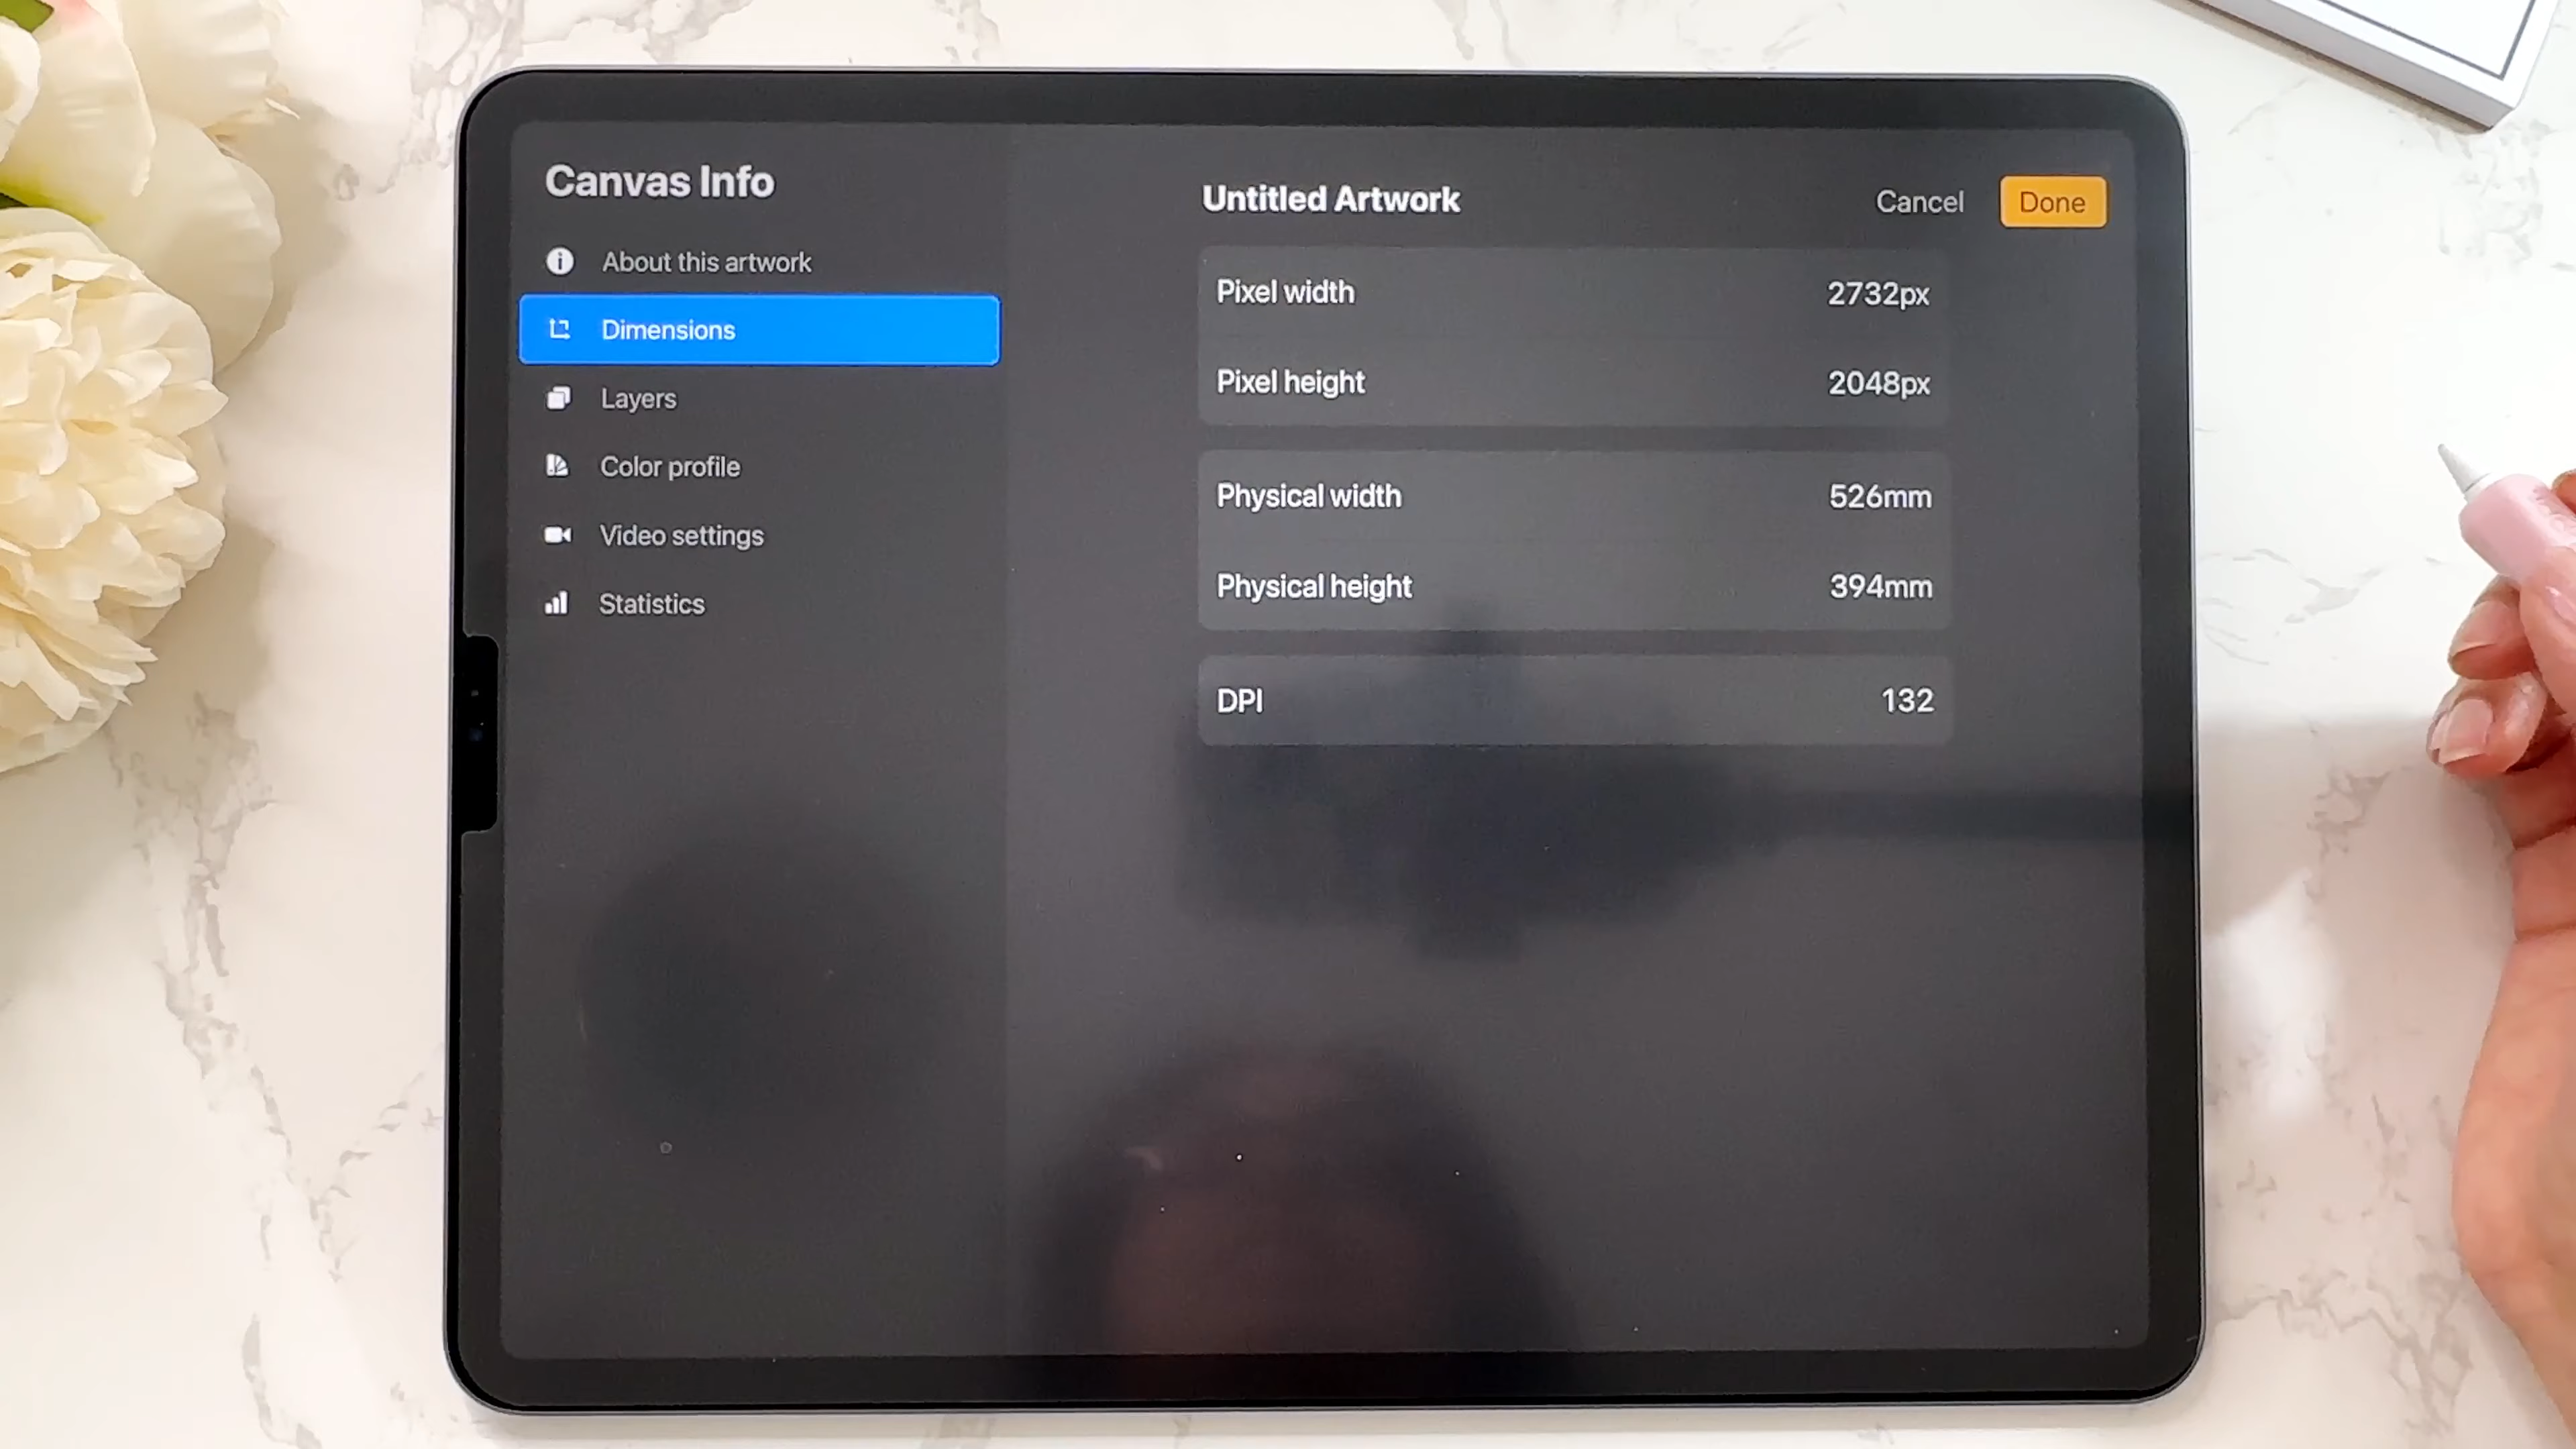 Canvas Info
About this artwork
Dimensions
Layers
Color profile
Video settings
Statistics
Untitled Artwork
Cancel
Done
Pixel width
2732px
Pixel height
2048px
Physical width
526mm
Physical height
394mm
DPI
132